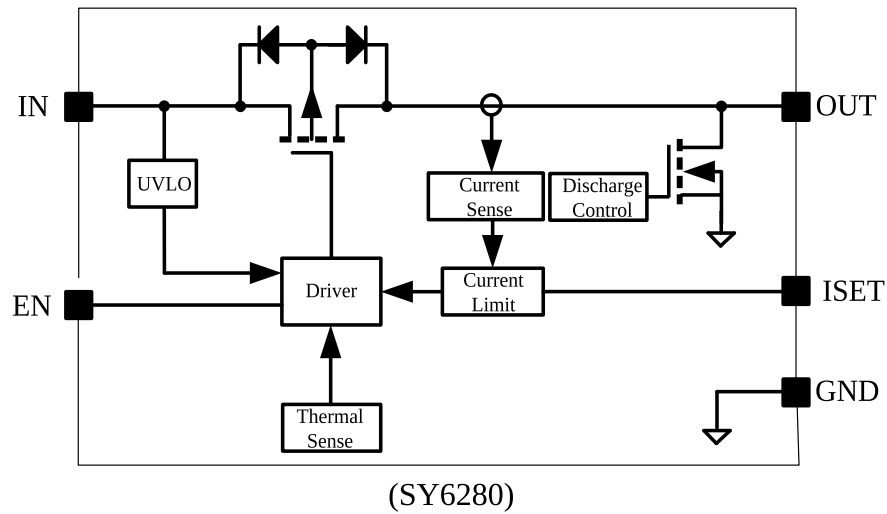 IN
OUT
UVLO
Current
Sense
Discharge
Control
EN
Driver
Current
Limit
ISET
GND
Thermal
Sense
(SY6280)